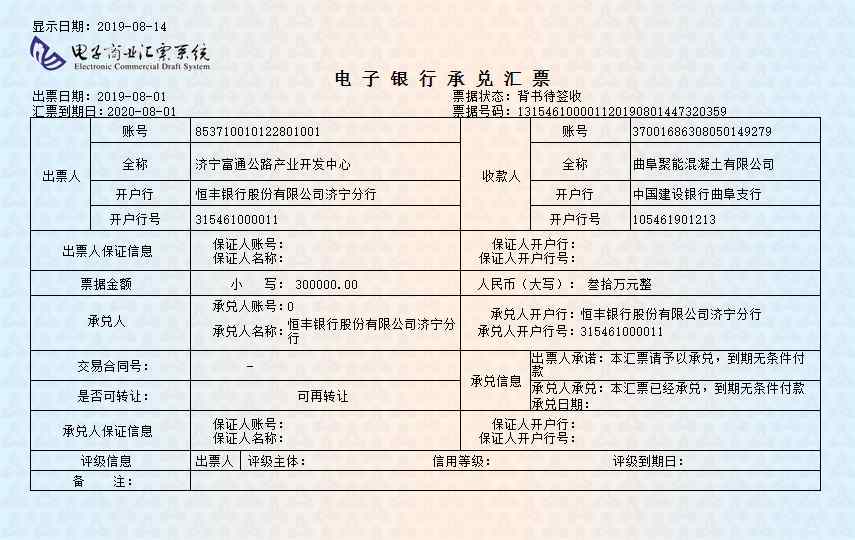 显示日期: 2019-08-14
电子商业汇票系统
Electronic Commercial Draft System
电 子 银 行 承 兑 汇 票
出票日期: 2019-08-01 票据状态: 背书待签收
汇票到期日: 2020-08-01 票据号码: 131546100001120190801447320359
出票人 账号 853710010122801001 收款人 账号 37001686308050149279
全称 济宁富通公路产业开发中心 全称 曲阜聚能混凝土有限公司
开户行 恒丰银行股份有限公司济宁分行 开户行 中国建设银行曲阜支行
开户行号 315461000011 开户行号 105461901213
出票人保证信息 保证人账号: 保证人开户行:
保证人名称: 保证人开户行号:
票据金额 小 写: 300000.00 人民币（大写）: 叁拾万元整
承兑人 承兑人账号:0 承兑人开户行:恒丰银行股份有限公司济宁分行
承兑人名称:恒丰银行股份有限公司济宁分 承兑人开户行号:315461000011
行
交易合同号: - 承兑信息 出票人承诺: 本汇票请予以承兑，到期无条件付
款
是否可转让: 可再转让 承兑人承兑: 本汇票已经承兑，到期无条件付款
承兑日期:
承兑人保证信息 保证人账号: 保证人开户行:
保证人名称: 保证人开户行号:
评级信息 出票人 评级主体: 信用等级: 评级到期日:
备 注: